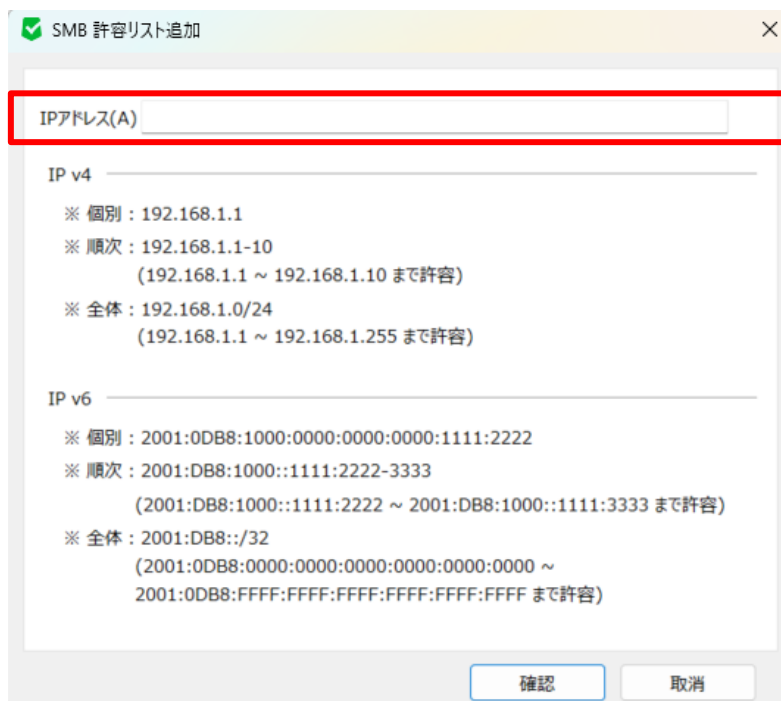 SMB 許容リスト追加
IPアドレス(A)
IP v4
※ 個別 : 192.168.1.1
※ 順次 : 192.168.1.1-10
(192.168.1.1 ~ 192.168.1.10 まで許容)
※ 全体 : 192.168.1.0/24
(192.168.1.1 ~ 192.168.1.255 まで許容)
IP v6
※ 個別 : 2001:0DB8:1000:0000:0000:0000:1111:2222
※ 順次 : 2001:DB8:1000::1111:2222-3333
(2001:DB8:1000::1111:2222 ~ 2001:DB8:1000::1111:3333 まで許容)
※ 全体 : 2001:DB8::/32
(2001:0DB8:0000:0000:0000:0000:0000:0000 ~
2001:0DB8:FFFF:FFFF:FFFF:FFFF:FFFF:FFFF まで許容)
確認 取消